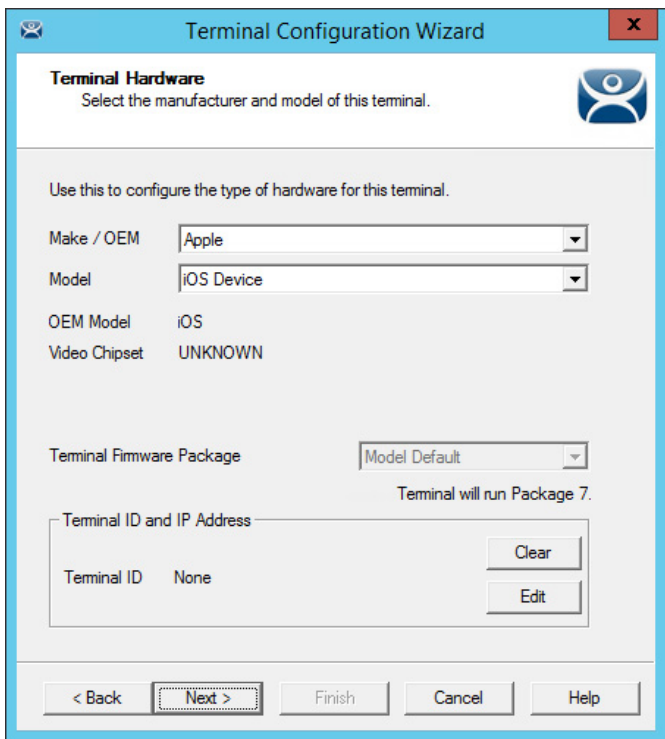 Terminal Configuration Wizard
x
Terminal Hardware
Select the manufacturer and model of this terminal.
Use this to configure the type of hardware for this terminal.
Make / OEM Apple
Model iOS Device
OEM Model iOS
Video Chipset UNKNOWN
Terminal Firmware Package Model Default
Terminal will run Package 7.
Terminal ID and IP Address
Clear
Terminal ID None
Edit
< Back Next > Finish Cancel Help